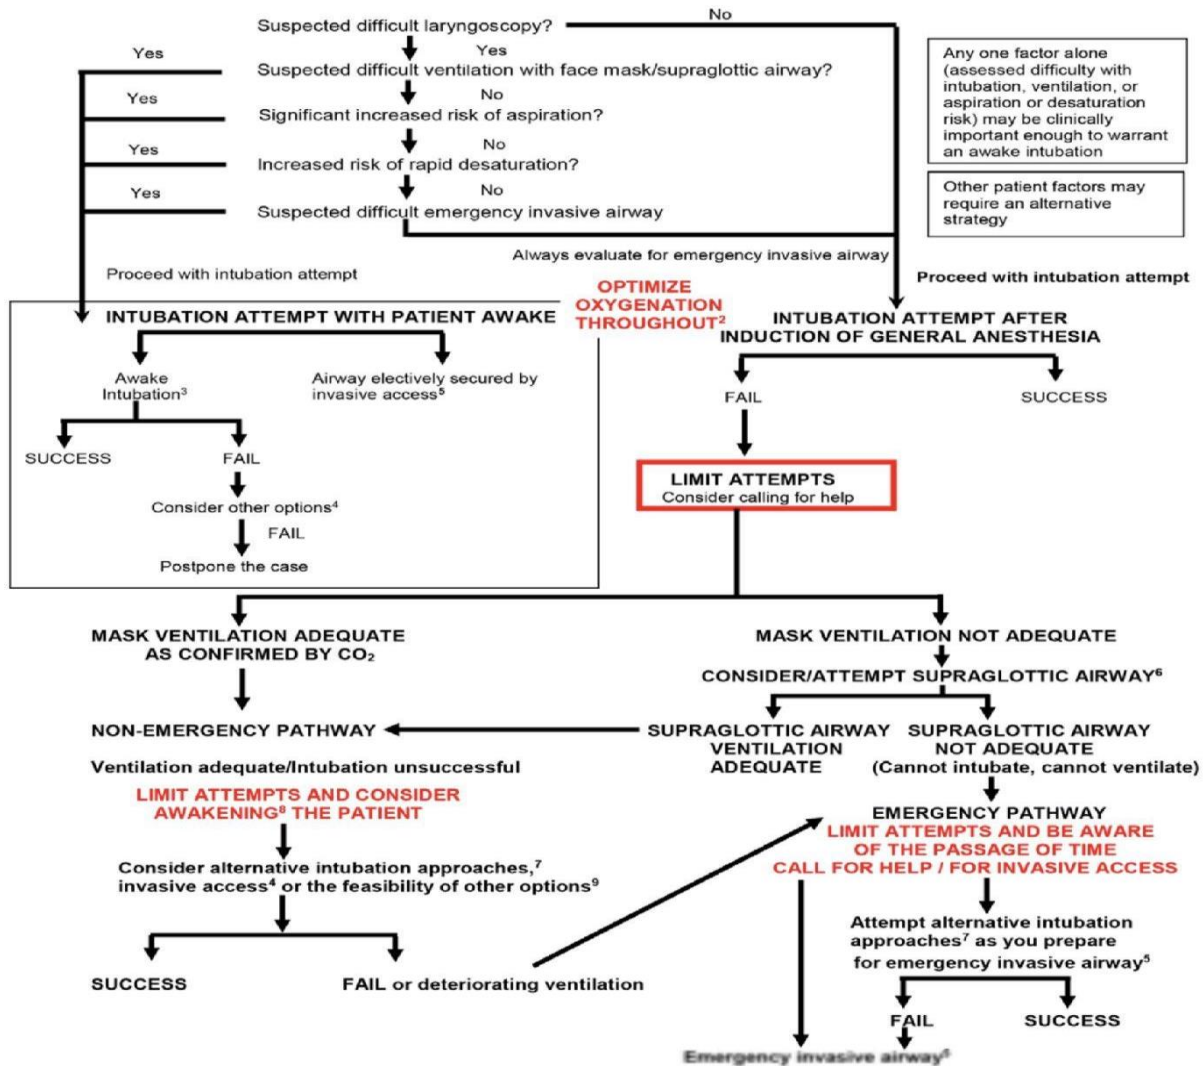 No
Suspected difficult laryngoscopy?
Yes
Yes
Suspected difficult ventilation with face mask/supraglottic airway?
No
Yes
Significant increased risk of aspiration?
No
Yes
Increased risk of rapid desaturation?
No
Yes
Suspected difficult emergency invasive airway
Any one factor alone
(assessed difficulty with
intubation, ventilation, or
aspiration or desaturation
risk) may be clinically
important enough to warrant
an awake intubation
Other patient factors may
require an alternative
strategy
Always evaluate for emergency invasive airway
Proceed with intubation attempt
Proceed with intubation attempt
OPTIMIZE
OXYGENATION
THROUGHOUT²
INTUBATION ATTEMPT WITH PATIENT AWAKE
Awake
Intubation³
Airway electively secured by
invasive access⁵
SUCCESS
FAIL
Consider other options⁴
FAIL
Postpone the case
INTUBATION ATTEMPT AFTER
INDUCTION OF GENERAL ANESTHESIA
FAIL
SUCCESS
LIMIT ATTEMPTS
Consider calling for help
MASK VENTILATION ADEQUATE
AS CONFIRMED BY CO₂
MASK VENTILATION NOT ADEQUATE
CONSIDER/ATTEMPT SUPRAGLOTTIC AIRWAY⁶
NON-EMERGENCY PATHWAY
SUPRAGLOTTIC AIRWAY
VENTILATION
ADEQUATE
SUPRAGLOTTIC AIRWAY
NOT ADEQUATE
(Cannot intubate, cannot ventilate)
Ventilation adequate/Intubation unsuccessful
LIMIT ATTEMPTS AND CONSIDER
AWAKENING⁸ THE PATIENT
EMERGENCY PATHWAY
LIMIT ATTEMPTS AND BE AWARE
OF THE PASSAGE OF TIME
CALL FOR HELP / FOR INVASIVE ACCESS
Consider alternative intubation approaches,⁷
invasive access⁴ or the feasibility of other options⁹
Attempt alternative intubation
approaches⁷ as you prepare
for emergency invasive airway⁵
SUCCESS
FAIL or deteriorating ventilation
FAIL
SUCCESS
Emergency invasive airway⁵